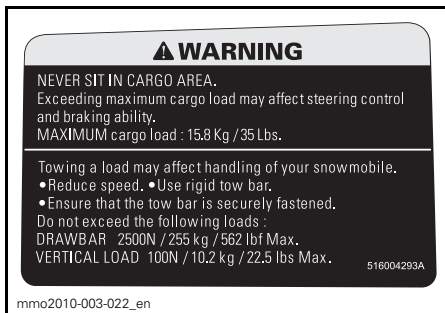 ⚠ WARNING
NEVER SIT IN CARGO AREA.
Exceeding maximum cargo load may affect steering control
and braking ability.
MAXIMUM cargo load : 15.8 Kg / 35 Lbs.
Towing a load may affect handling of your snowmobile.
•Reduce speed. •Use rigid tow bar.
•Ensure that the tow bar is securely fastened.
Do not exceed the following loads :
DRAWBAR 2500N / 255 kg / 562 lbf Max.
VERTICAL LOAD 100N / 10.2 kg / 22.5 lbs Max.
516004293A
mmo2010-003-022_en